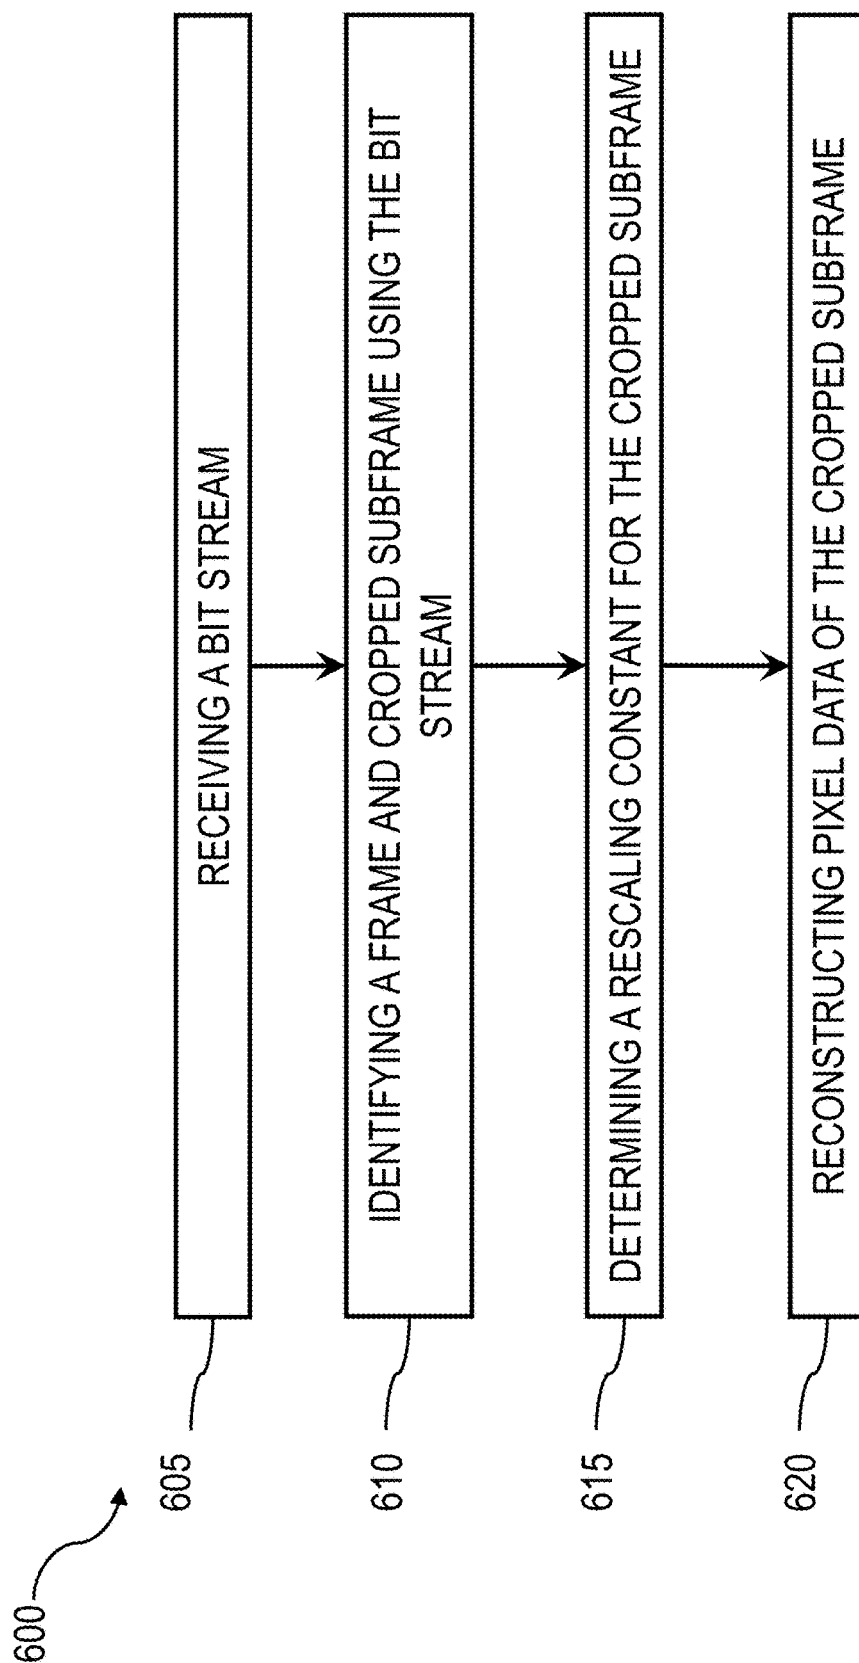 600
605
RECEIVING A BIT STREAM
610
IDENTIFYING A FRAME AND CROPPED SUBFRAME USING THE BIT
STREAM
615
DETERMINING A RESCALING CONSTANT FOR THE CROPPED SUBFRAME
620
RECONSTRUCTING PIXEL DATA OF THE CROPPED SUBFRAME